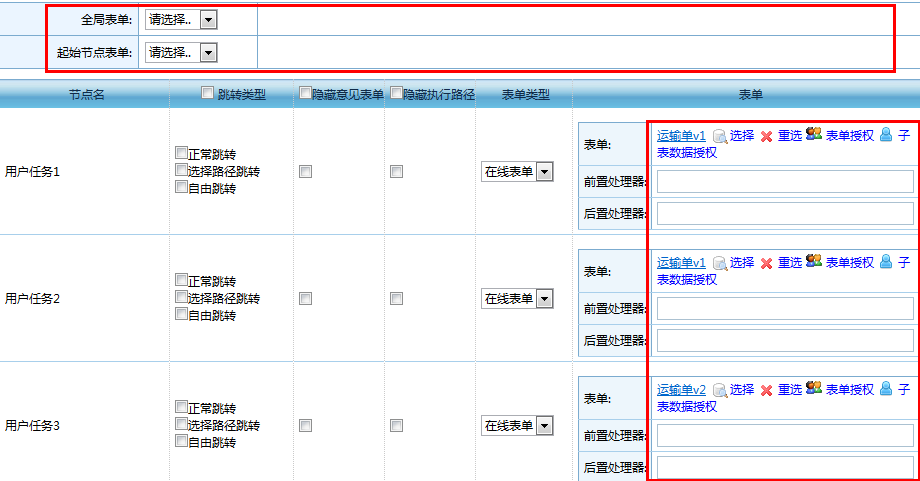 全局表单: 请选择..
起始节点表单: 请选择..
节点名 跳转类型 隐藏意见表单 隐藏执行路径 表单类型 表单
用户任务1
正常跳转
选择路径跳转
自由跳转
在线表单
表单: 运输单v1 选择 重选 表单授权 子
表数据授权
前置处理器:
后置处理器:
用户任务2
正常跳转
选择路径跳转
自由跳转
在线表单
表单: 运输单v1 选择 重选 表单授权 子
表数据授权
前置处理器:
后置处理器:
用户任务3
正常跳转
选择路径跳转
自由跳转
在线表单
表单: 运输单v2 选择 重选 表单授权 子
表数据授权
前置处理器:
后置处理器: